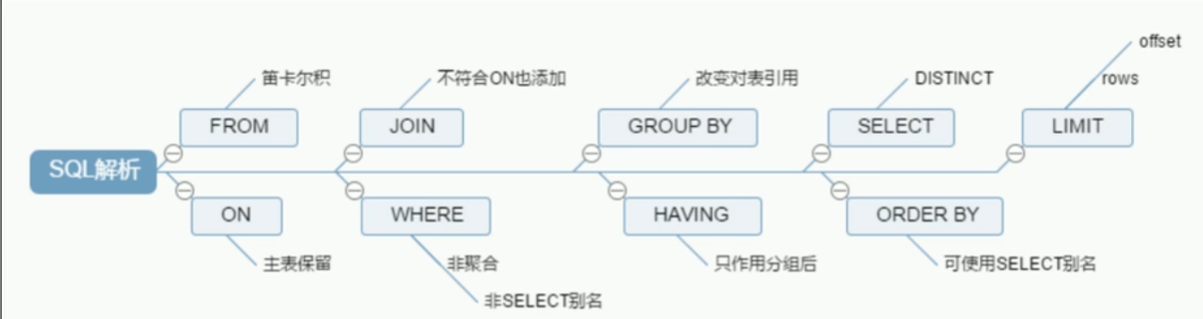 SQL解析
FROM
笛卡尔积
ON
主表保留
JOIN
不符合ON也添加
WHERE
非聚合
非SELECT别名
GROUP BY
改变对表引用
HAVING
只作用分组后
SELECT
DISTINCT
ORDER BY
可使用SELECT别名
LIMIT
offset
rows